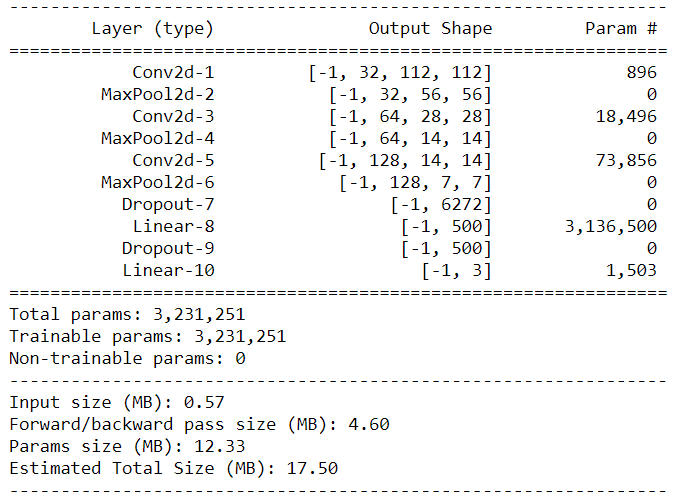 ----------------------------------------------------------------
Layer (type) Output Shape Param #
================================================================
Conv2d-1 [-1, 32, 112, 112] 896
MaxPool2d-2 [-1, 32, 56, 56] 0
Conv2d-3 [-1, 64, 28, 28] 18,496
MaxPool2d-4 [-1, 64, 14, 14] 0
Conv2d-5 [-1, 128, 14, 14] 73,856
MaxPool2d-6 [-1, 128, 7, 7] 0
Dropout-7 [-1, 6272] 0
Linear-8 [-1, 500] 3,136,500
Dropout-9 [-1, 500] 0
Linear-10 [-1, 3] 1,503
================================================================
Total params: 3,231,251
Trainable params: 3,231,251
Non-trainable params: 0
----------------------------------------------------------------
Input size (MB): 0.57
Forward/backward pass size (MB): 4.60
Params size (MB): 12.33
Estimated Total Size (MB): 17.50
----------------------------------------------------------------